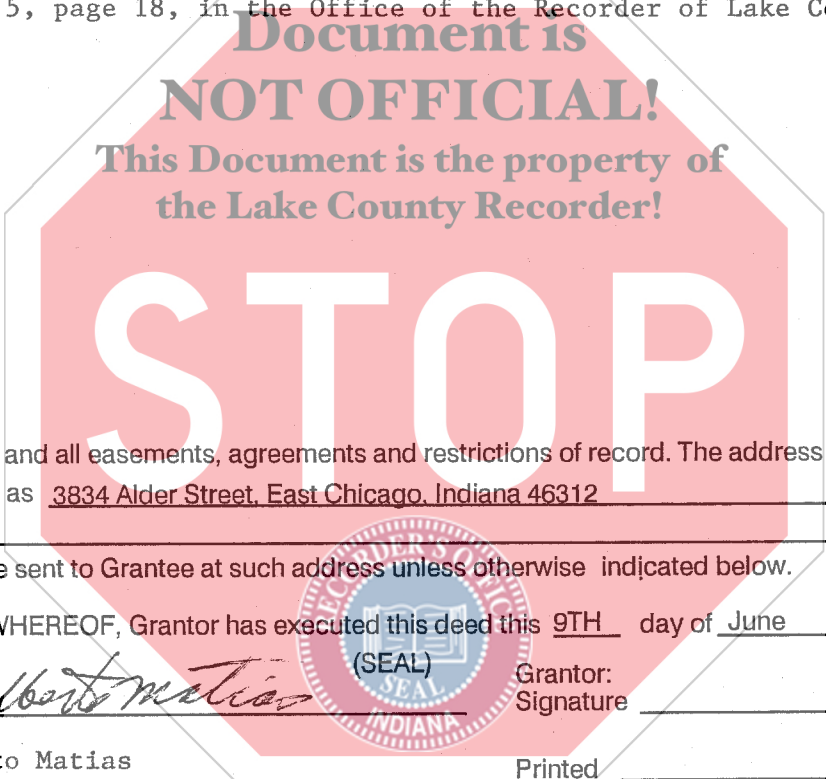 5, page 18, in the Office of the Recorder of Lake Co
Document is
NOT OFFICIAL!
This Document is the property of
the Lake County Recorder!
STOP
and all easements, agreements and restrictions of record. The address
as 3834 Alder Street, East Chicago, Indiana 46312
e sent to Grantee at such address unless otherwise indicated below.
WHEREOF, Grantor has executed this deed this 9TH day of June
(SEAL)
Grantor:
lberto Matias
Signature
o Matias
Printed
RECORDER'S OFFICE
SEAL
INDIANA